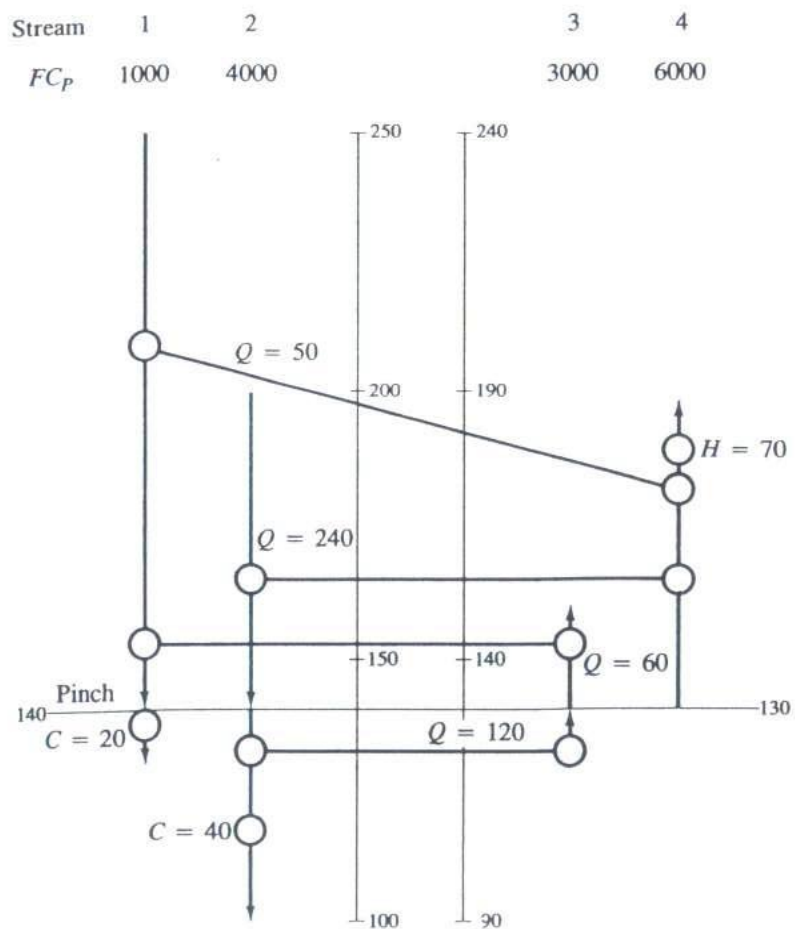 Stream 1 2 3 4
FC_P 1000 4000 3000 6000
250 240
Q = 50
200 190
H = 70
Q = 240
150 140
Q = 60
Pinch
140 130
C = 20
Q = 120
C = 40
100 90